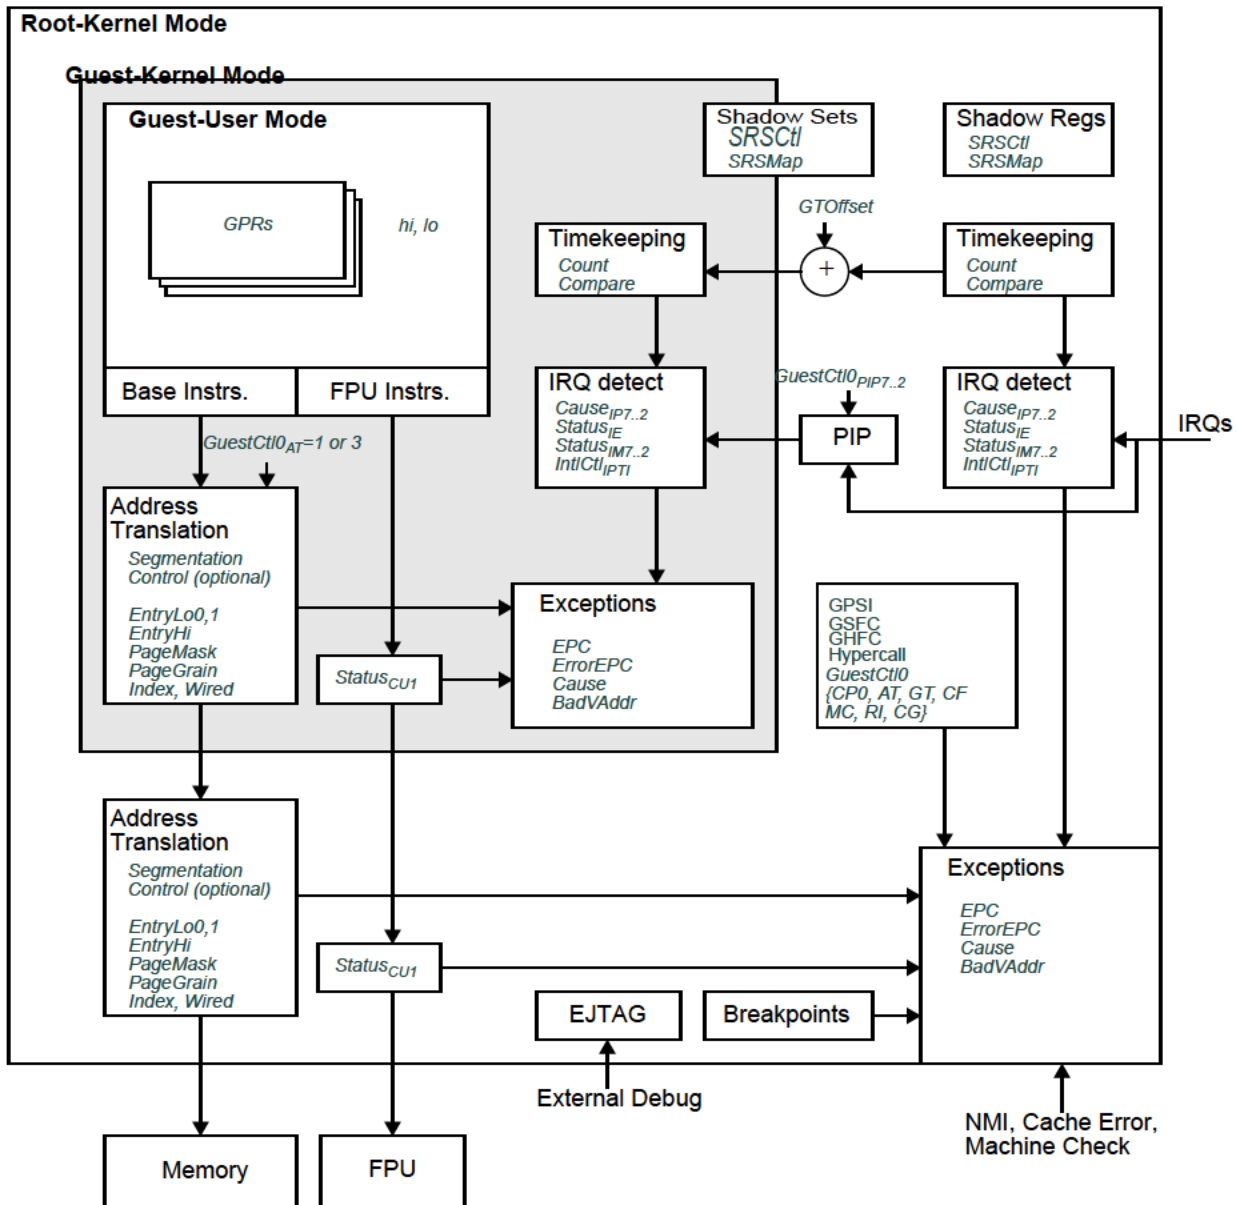 Root-Kernel Mode
Guest-Kernel Mode
Guest-User Mode
GPRs
hi, lo
Base Instrs.
FPU Instrs.
Shadow Sets
SRSCtl
SRSMap
Shadow Regs
SRSCtl
SRSMap
GTOffset
Timekeeping
Count
Compare
+
Timekeeping
Count
Compare
IRQ detect
CauseIP7..2
StatusIE
StatusIM7..2
IntlCtlIPTI
GuestCtl0PIP7..2
PIP
IRQ detect
CauseIP7..2
StatusIE
StatusIM7..2
IntlCtlIPTI
IRQs
GuestCtl0AT=1 or 3
Address
Translation
Segmentation
Control (optional)
EntryLo0,1
EntryHi
PageMask
PageGrain
Index, Wired
StatusCU1
Exceptions
EPC
ErrorEPC
Cause
BadVAddr
GPSI
GSFC
GHFC
Hypercall
GuestCtl0
{CP0, AT, GT, CF
MC, RI, CG}
Address
Translation
Segmentation
Control (optional)
EntryLo0,1
EntryHi
PageMask
PageGrain
Index, Wired
StatusCU1
Exceptions
EPC
ErrorEPC
Cause
BadVAddr
EJTAG
Breakpoints
External Debug
NMI, Cache Error,
Machine Check
Memory
FPU